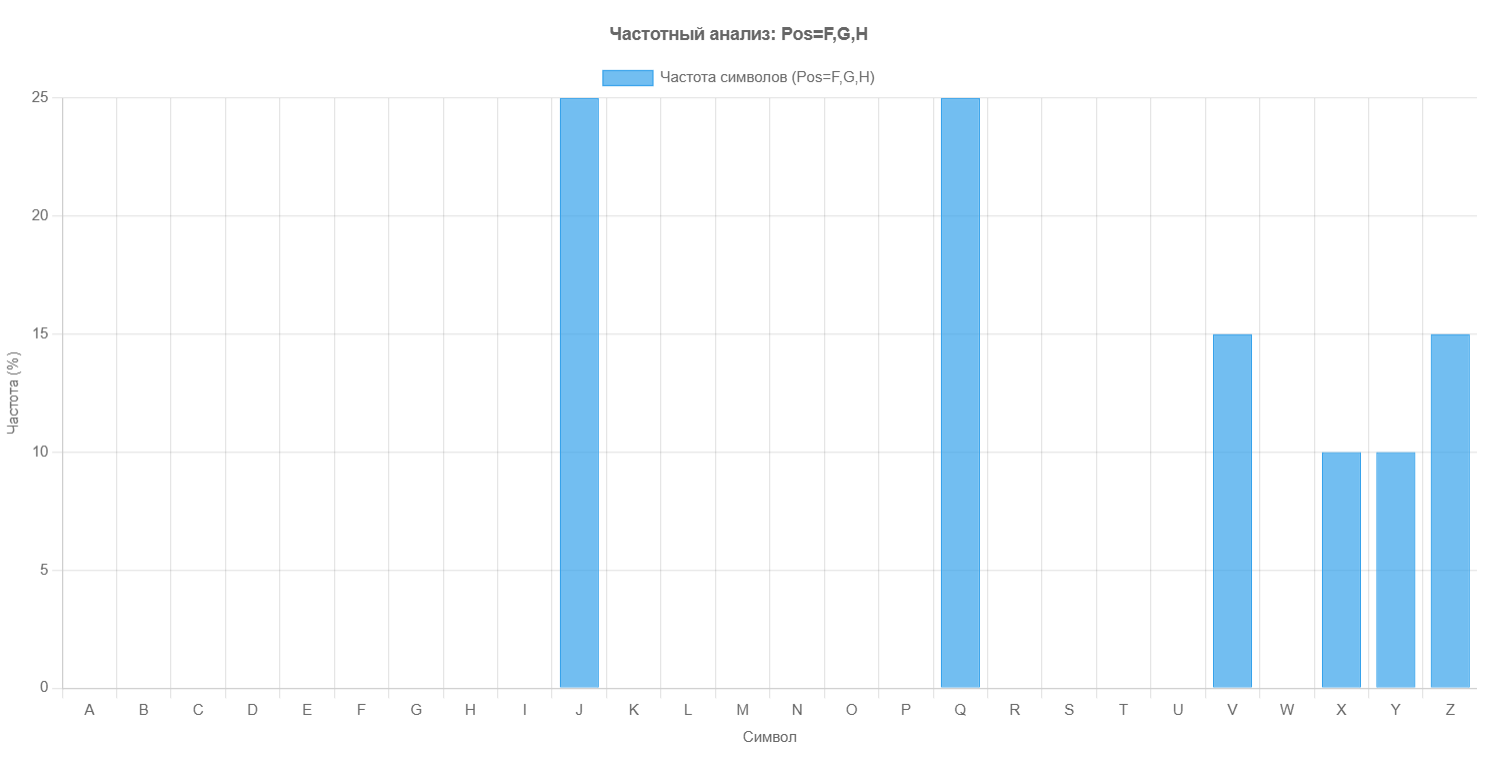 Частотный анализ: Pos=F,G,H
Частота символов (Pos=F,G,H)
25
20
15
10
5
0
Частота (%)
A B C D E F G H I J K L M N O P Q R S T U V W X Y Z
Символ